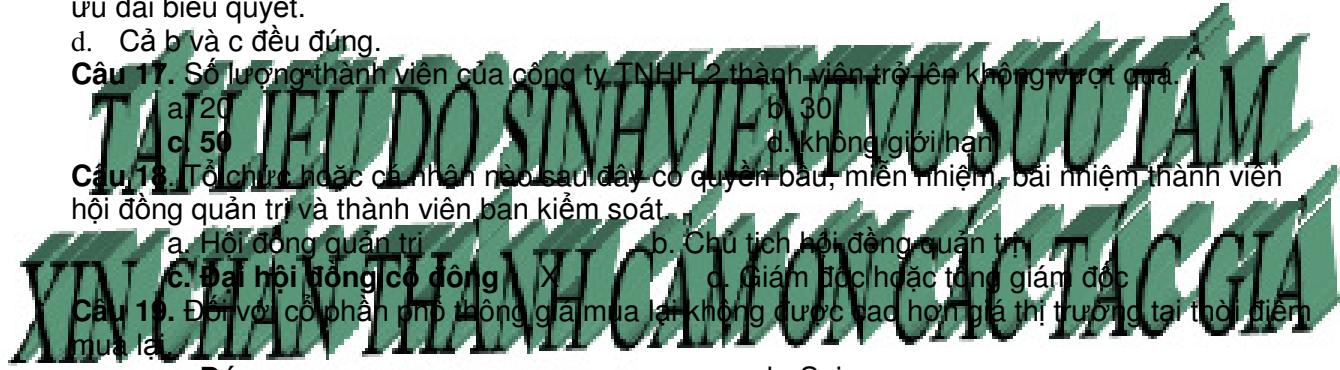 ưu đãi biểu quyết.
d. Cả b và c đều đúng.
Câu 17. Số lượng thành viên của công ty TNHH 2 thành viên trở lên không vượt quá.
a. 20 b. 30
c. 50 d. không giới hạn
Câu 18. Tổ chức hoặc cá nhân nào sau đây có quyền bầu, miễn nhiệm, bãi nhiệm thành viên
hội đồng quản trị và thành viên ban kiểm soát.
a. Hội đồng quản trị b. Chủ tịch hội đồng quản trị
c. Đại hội đồng cổ đông X d. Giám đốc hoặc tổng giám đốc
Câu 19. Đối với cổ phần phổ thông giá mua lại không được cao hơn giá thị trường tại thời điểm
mua lại.
TÀI LIỆU DO SINH VIÊN TVU SƯU TẦM
XIN CHÂN THÀNH CÁM ƠN CÁC TÁC GIẢ